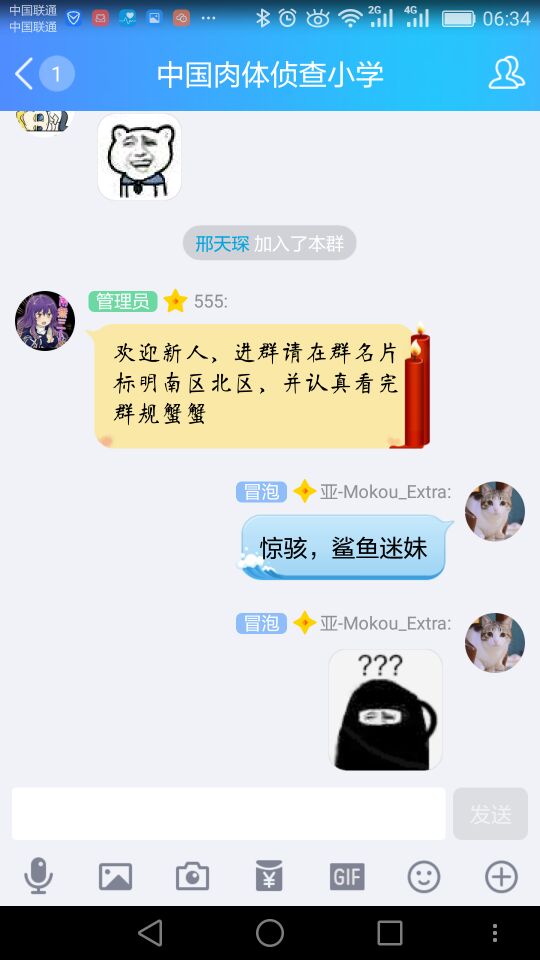 中国联通
中国联通
2G
4G
06:34
1
中国肉体侦查小学
邢天琛 加入了本群
管理员 555:
欢迎新人，进群请在群名片
标明南区北区，并认真看完
群规蟹蟹
冒泡 亚-Mokou_Extra:
惊骇，鲨鱼迷妹
冒泡 亚-Mokou_Extra:
???
发送
GIF